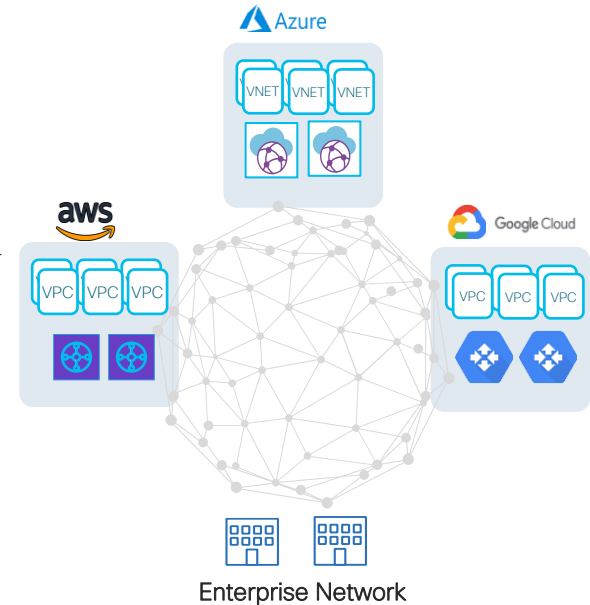 Azure
VNET VNET VNET
aws
Google Cloud
VPC VPC VPC
VPC VPC VPC
Enterprise Network